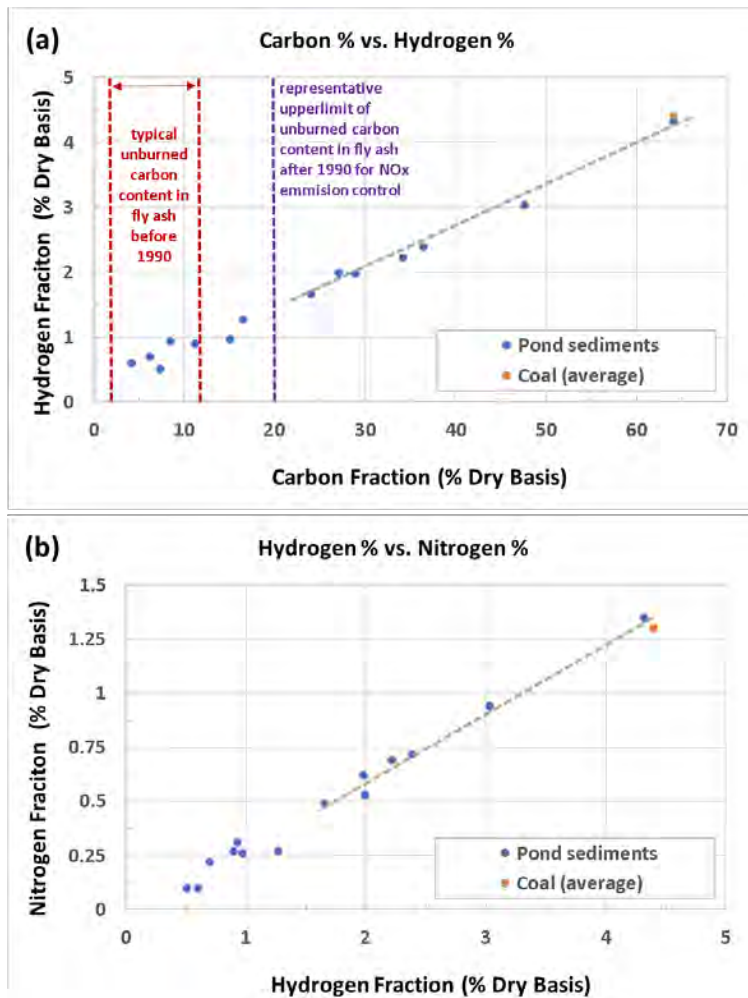 (a)
Carbon % vs. Hydrogen %
5
4
3
2
1
0
Hydrogen Fraciton (% Dry Basis)
typical
unburned
carbon
content in
fly ash
before
1990
representative
upperlimit of
unburned carbon
content in fly ash
after 1990 for NOx
emmision control
Pond sediments
Coal (average)
0 10 20 30 40 50 60 70
Carbon Fraction (% Dry Basis)
(b)
Hydrogen % vs. Nitrogen %
1.5
1.25
1
0.75
0.5
0.25
0
Nitrogen Fraciton (% Dry Basis)
Pond sediments
Coal (average)
0 1 2 3 4 5
Hydrogen Fraction (% Dry Basis)